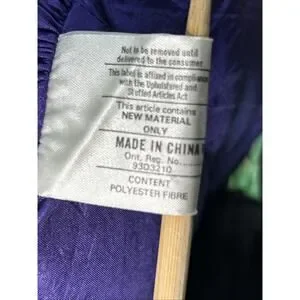 Not to be removed until
delivered to the consumer
This label is affixed in compliance
with the Upholstered and
Stuffed Articles Act
This article contains
NEW MATERIAL
ONLY
MADE IN CHINA
Ont. Reg. No.
93D3210
CONTENT
POLYESTER FIBRE